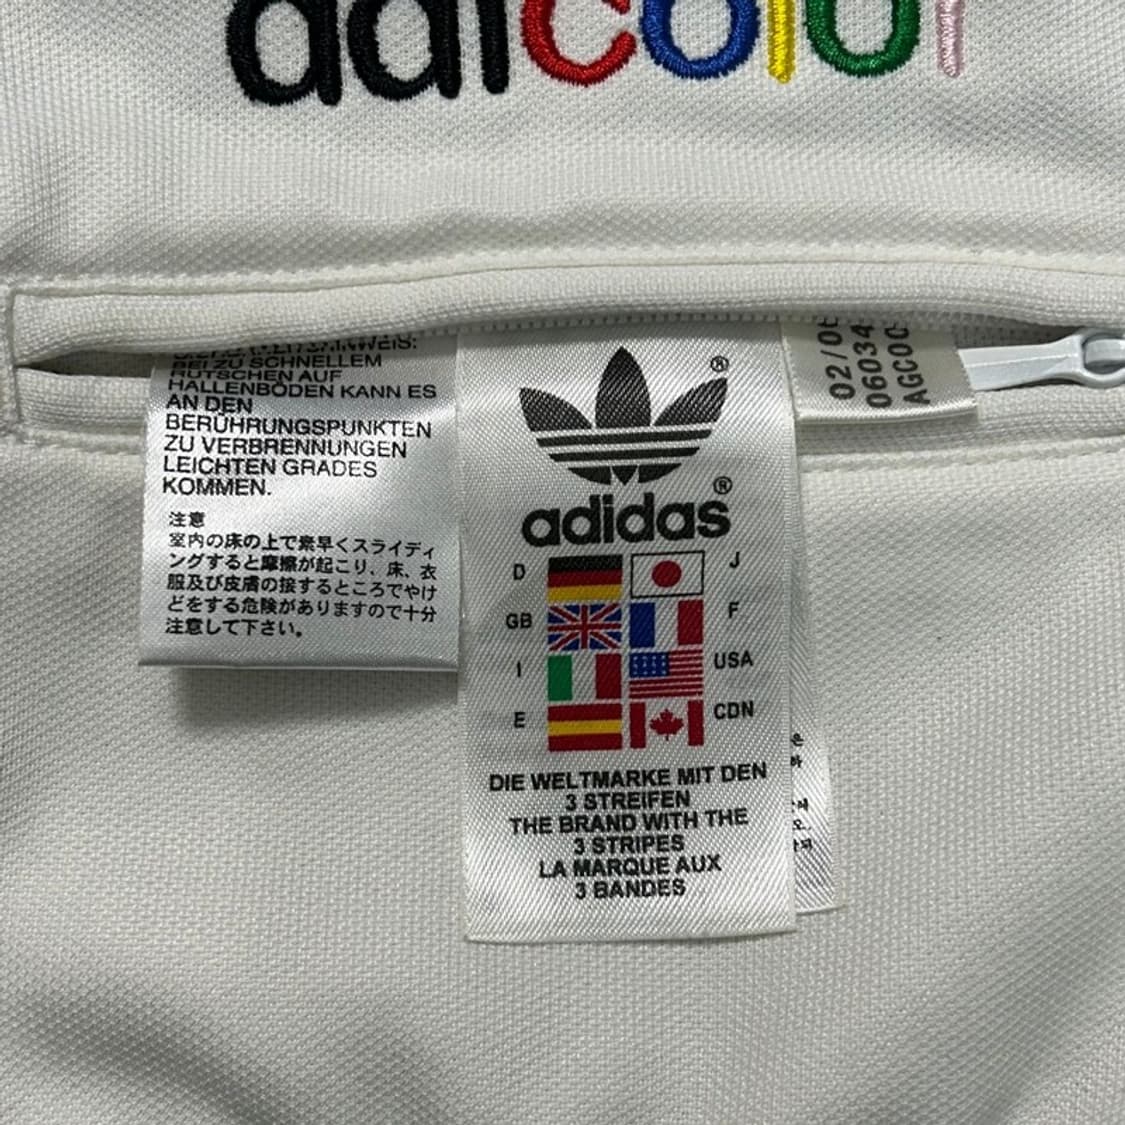 adicolor
BEI ZU SCHNELLEM
RUTSCHEN AUF
HALLENBÖDEN KANN ES
AN DEN
BERÜHRUNGSPUNKTEN
ZU VERBRENNUNGEN
LEICHTEN GRADES
KOMMEN.
注意
室内の床の上で素早くスライディ
ングすると摩擦が起こり、床、衣
服及び皮膚の接するところでやけ
どをする危険がありますので十分
注意して下さい。
®
adidas®
D J
GB F
I USA
E CDN
DIE WELTMARKE MIT DEN
3 STREIFEN
THE BRAND WITH THE
3 STRIPES
LA MARQUE AUX
3 BANDES
02/06
06034
AGC00